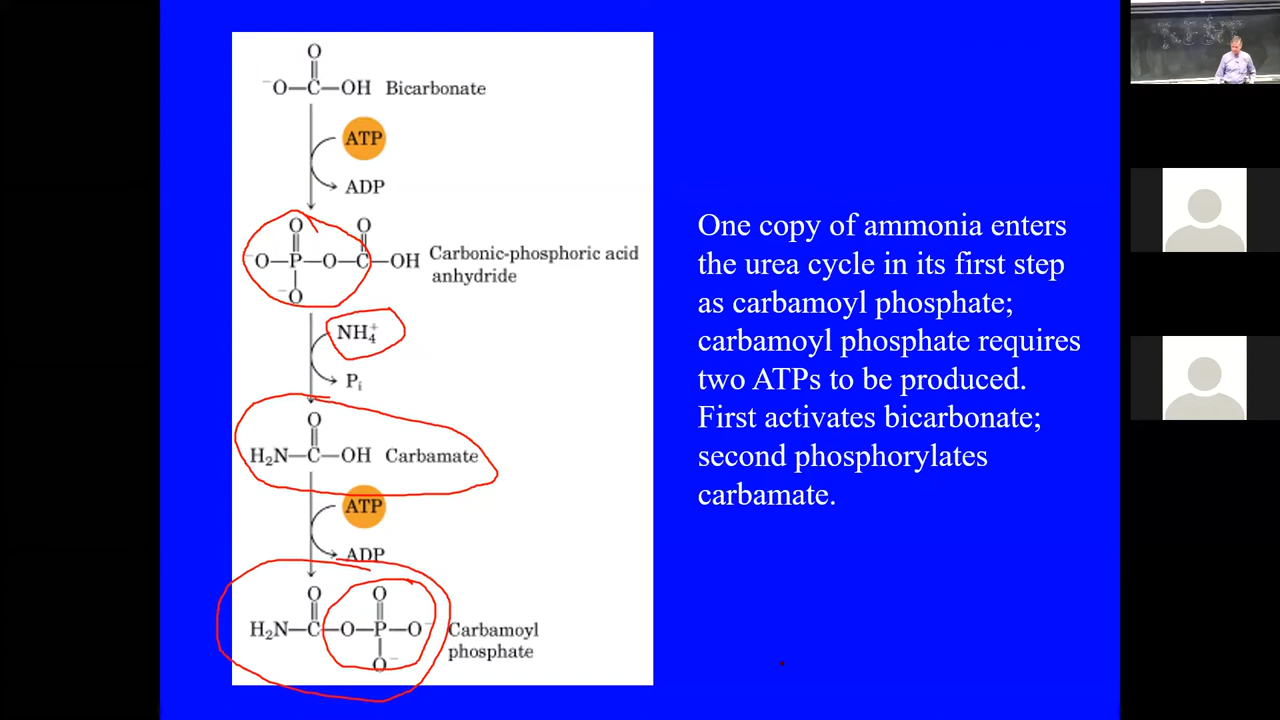 O
⁻O—C—OH Bicarbonate
ATP
ADP
O O
⁻O—P—O—C—OH Carbonic-phosphoric acid
anhydride
⁻O
NH₄⁺
Pᵢ
O
H₂N—C—OH Carbamate
ATP
ADP
O O
H₂N—C—O—P—O⁻ Carbamoyl
phosphate
O⁻
One copy of ammonia enters
the urea cycle in its first step
as carbamoyl phosphate;
carbamoyl phosphate requires
two ATPs to be produced.
First activates bicarbonate;
second phosphorylates
carbamate.